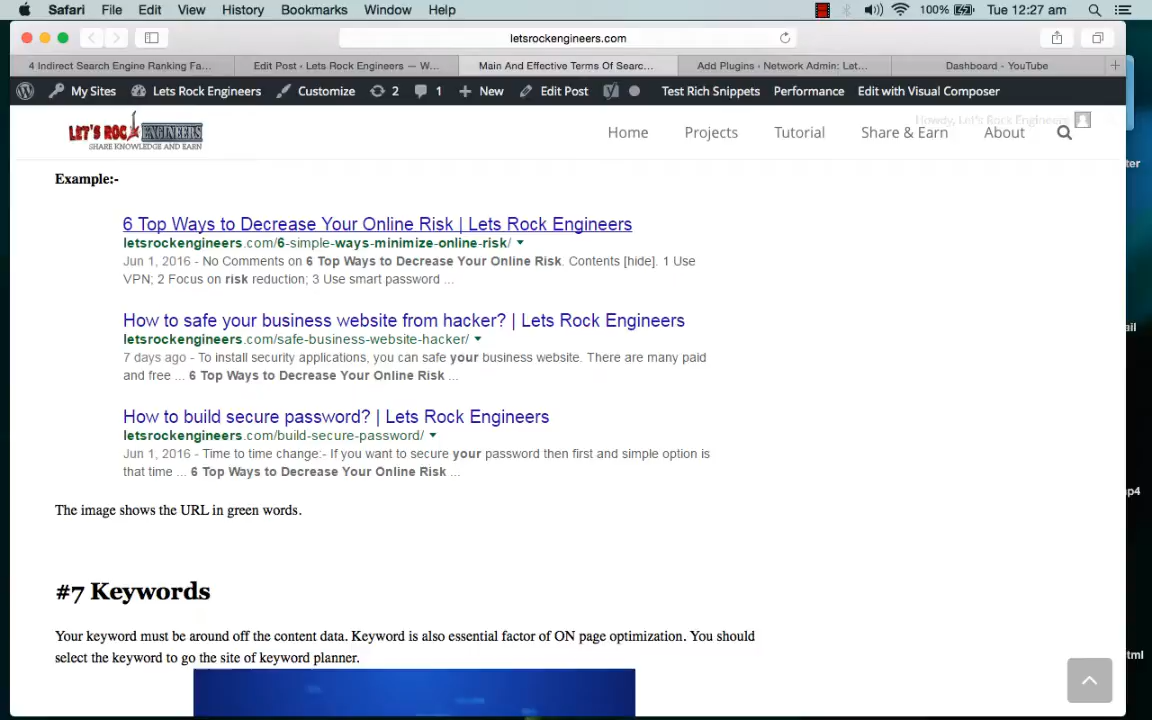 Safari File Edit View History Bookmarks Window Help 100% Tue 12:27 am
letsrockengineers.com
4 Indirect Search Engine Ranking Fa... Edit Post ‹ Lets Rock Engineers — W... Main And Effective Terms Of Searc... Add Plugins ‹ Network Admin: Let... Dashboard - YouTube
My Sites Lets Rock Engineers Customize 2 1 New Edit Post Test Rich Snippets Performance Edit with Visual Composer
Howdy, Let's Rock Engineers
LET'S ROCK ENGINEERS
SHARE KNOWLEDGE AND EARN
Home Projects Tutorial Share & Earn About
Example:-
6 Top Ways to Decrease Your Online Risk | Lets Rock Engineers
letsrockengineers.com/6-simple-ways-minimize-online-risk/
Jun 1, 2016 - No Comments on 6 Top Ways to Decrease Your Online Risk. Contents [hide]. 1 Use
VPN; 2 Focus on risk reduction; 3 Use smart password ...
How to safe your business website from hacker? | Lets Rock Engineers
letsrockengineers.com/safe-business-website-hacker/
7 days ago - To install security applications, you can safe your business website. There are many paid
and free ... 6 Top Ways to Decrease Your Online Risk ...
How to build secure password? | Lets Rock Engineers
letsrockengineers.com/build-secure-password/
Jun 1, 2016 - Time to time change:- If you want to secure your password then first and simple option is
that time ... 6 Top Ways to Decrease Your Online Risk ...
The image shows the URL in green words.
#7 Keywords
Your keyword must be around off the content data. Keyword is also essential factor of ON page optimization. You should
select the keyword to go the site of keyword planner.